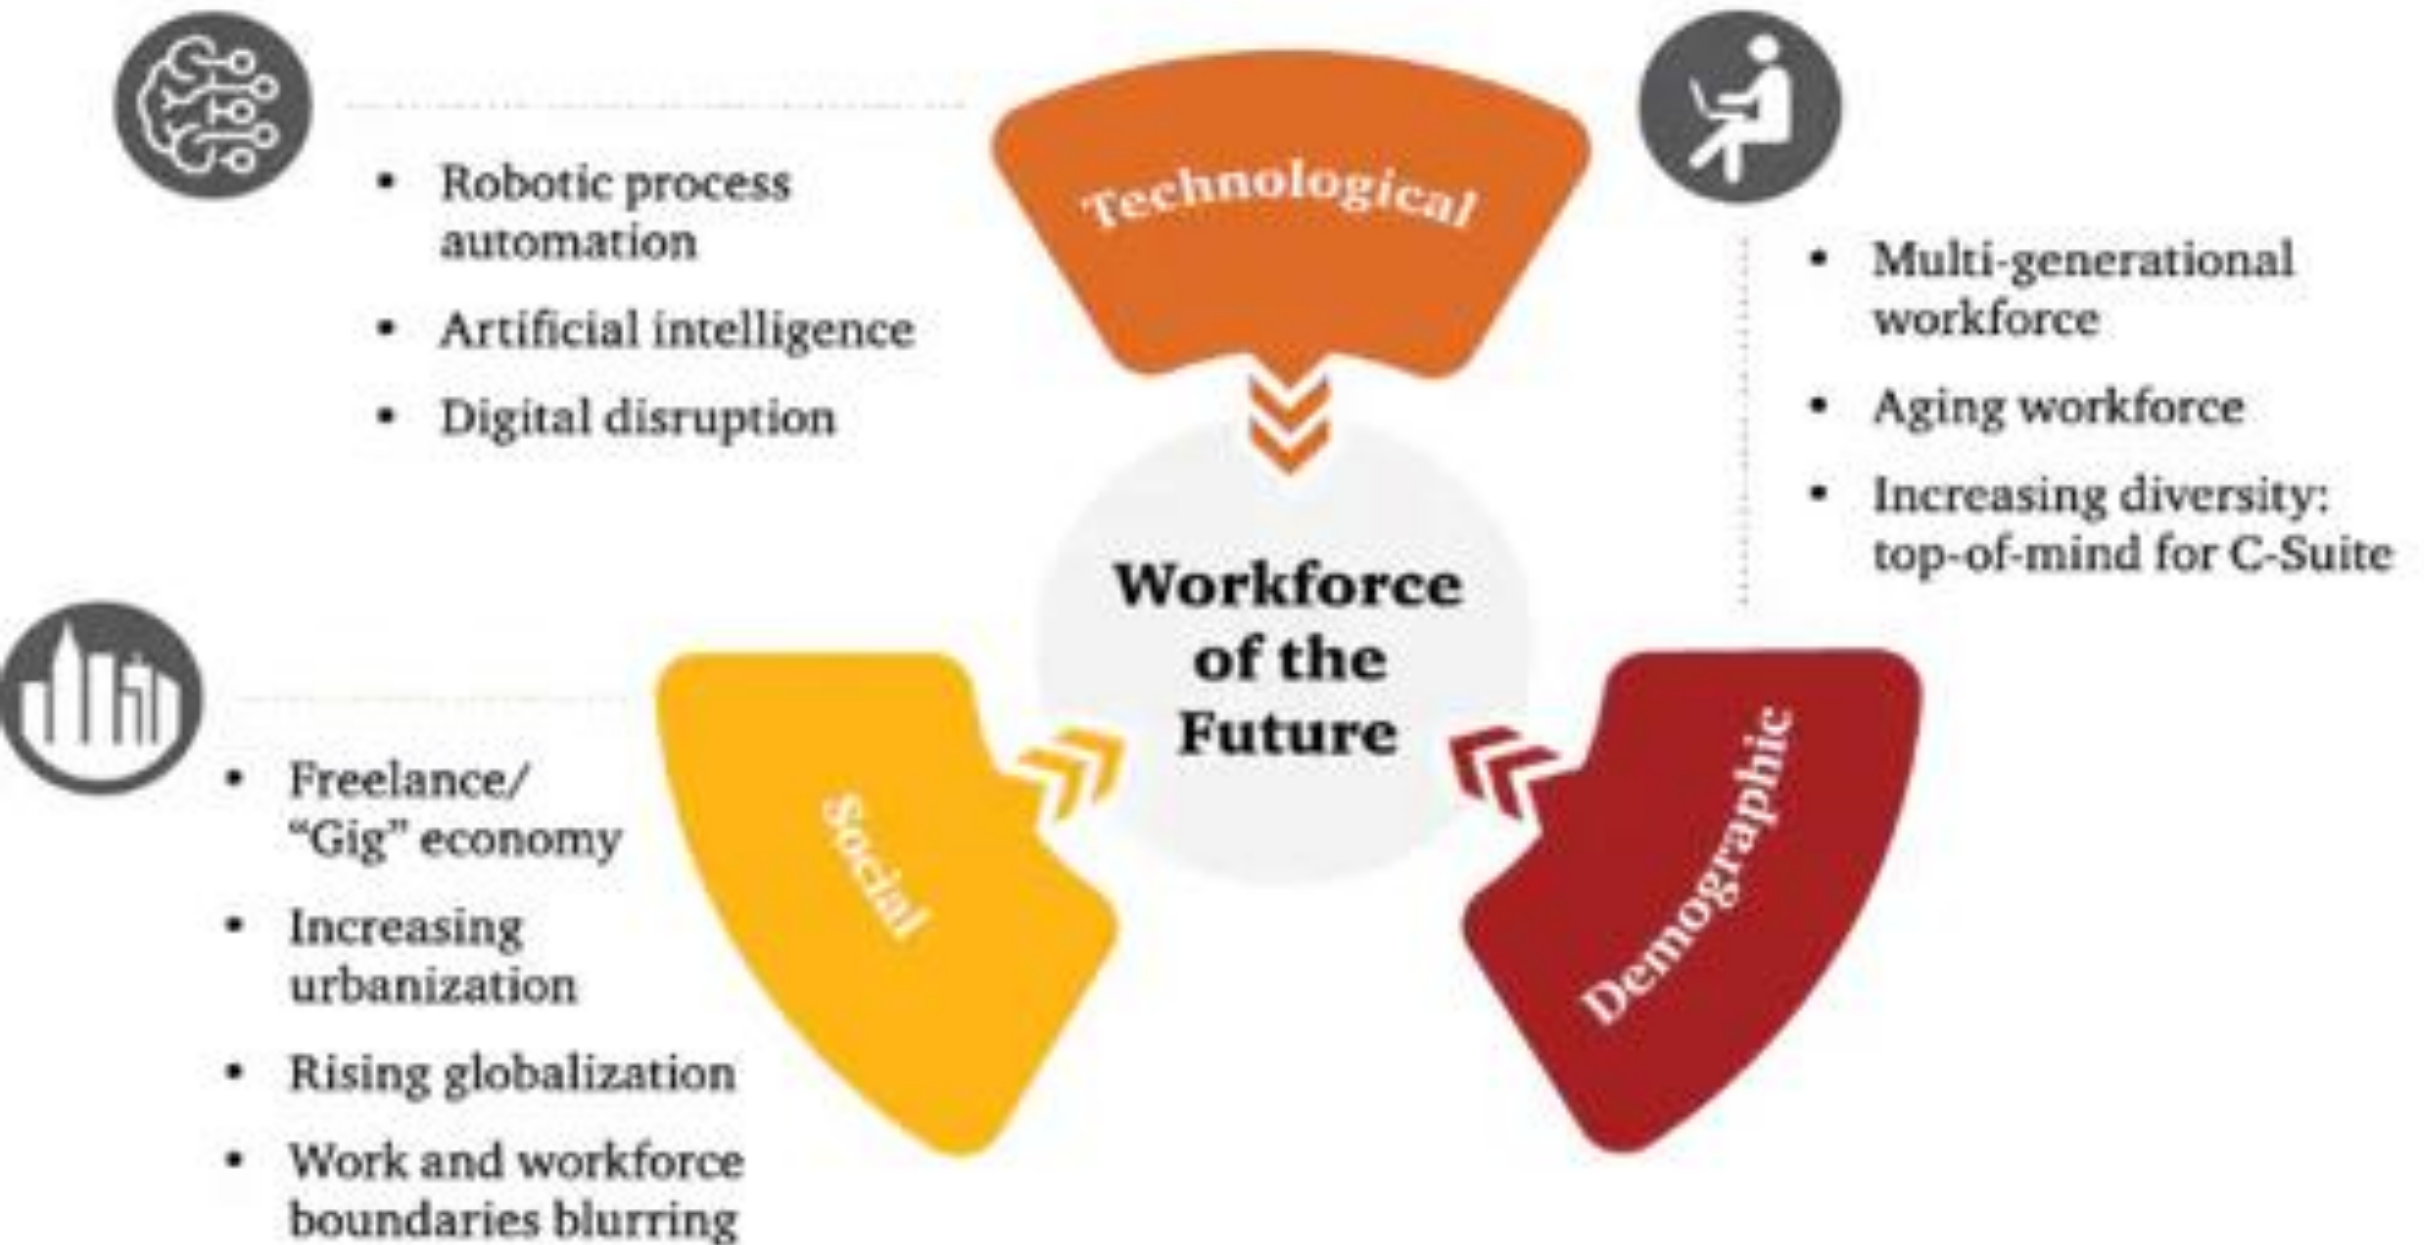 Technological
• Robotic process
automation
• Artificial intelligence
• Digital disruption
• Multi-generational
workforce
• Aging workforce
• Increasing diversity:
top-of-mind for C-Suite
Workforce
of the
Future
Social
• Freelance/
“Gig” economy
• Increasing
urbanization
• Rising globalization
• Work and workforce
boundaries blurring
Demographic